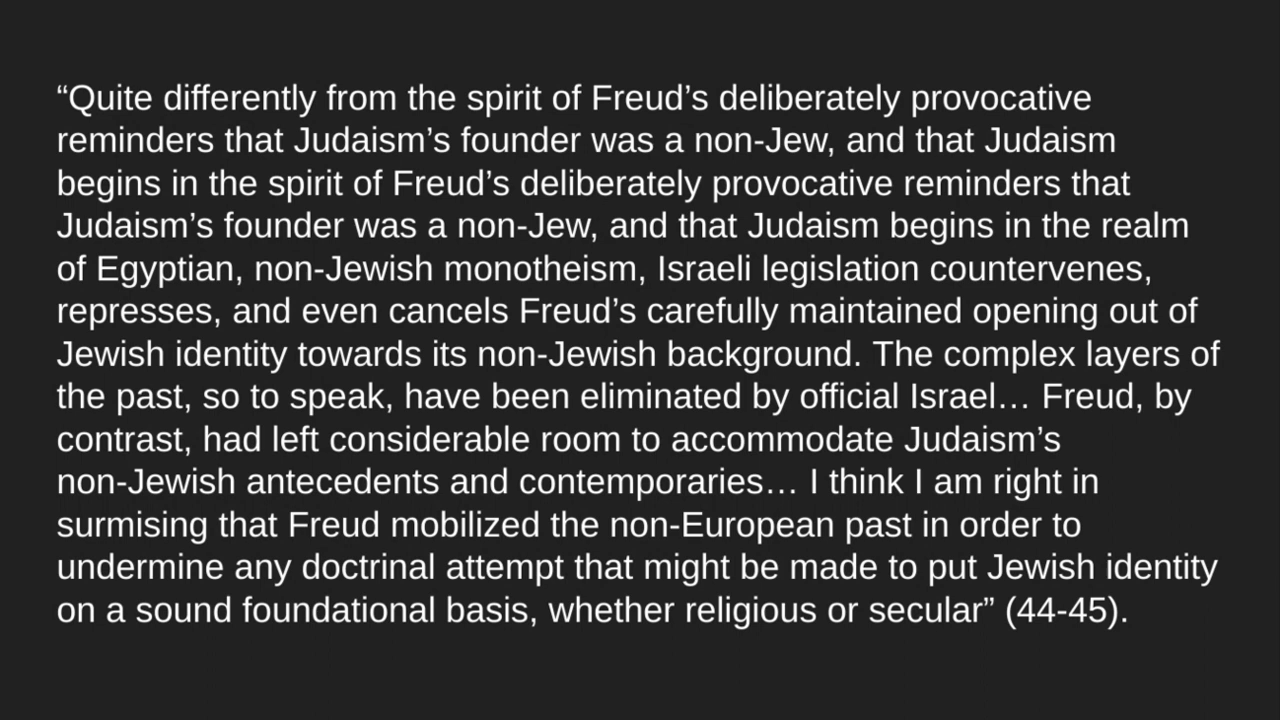 “Quite differently from the spirit of Freud’s deliberately provocative
reminders that Judaism’s founder was a non-Jew, and that Judaism
begins in the spirit of Freud’s deliberately provocative reminders that
Judaism’s founder was a non-Jew, and that Judaism begins in the realm
of Egyptian, non-Jewish monotheism, Israeli legislation countervenes,
represses, and even cancels Freud’s carefully maintained opening out of
Jewish identity towards its non-Jewish background. The complex layers of
the past, so to speak, have been eliminated by official Israel… Freud, by
contrast, had left considerable room to accommodate Judaism’s
non-Jewish antecedents and contemporaries… I think I am right in
surmising that Freud mobilized the non-European past in order to
undermine any doctrinal attempt that might be made to put Jewish identity
on a sound foundational basis, whether religious or secular” (44-45).